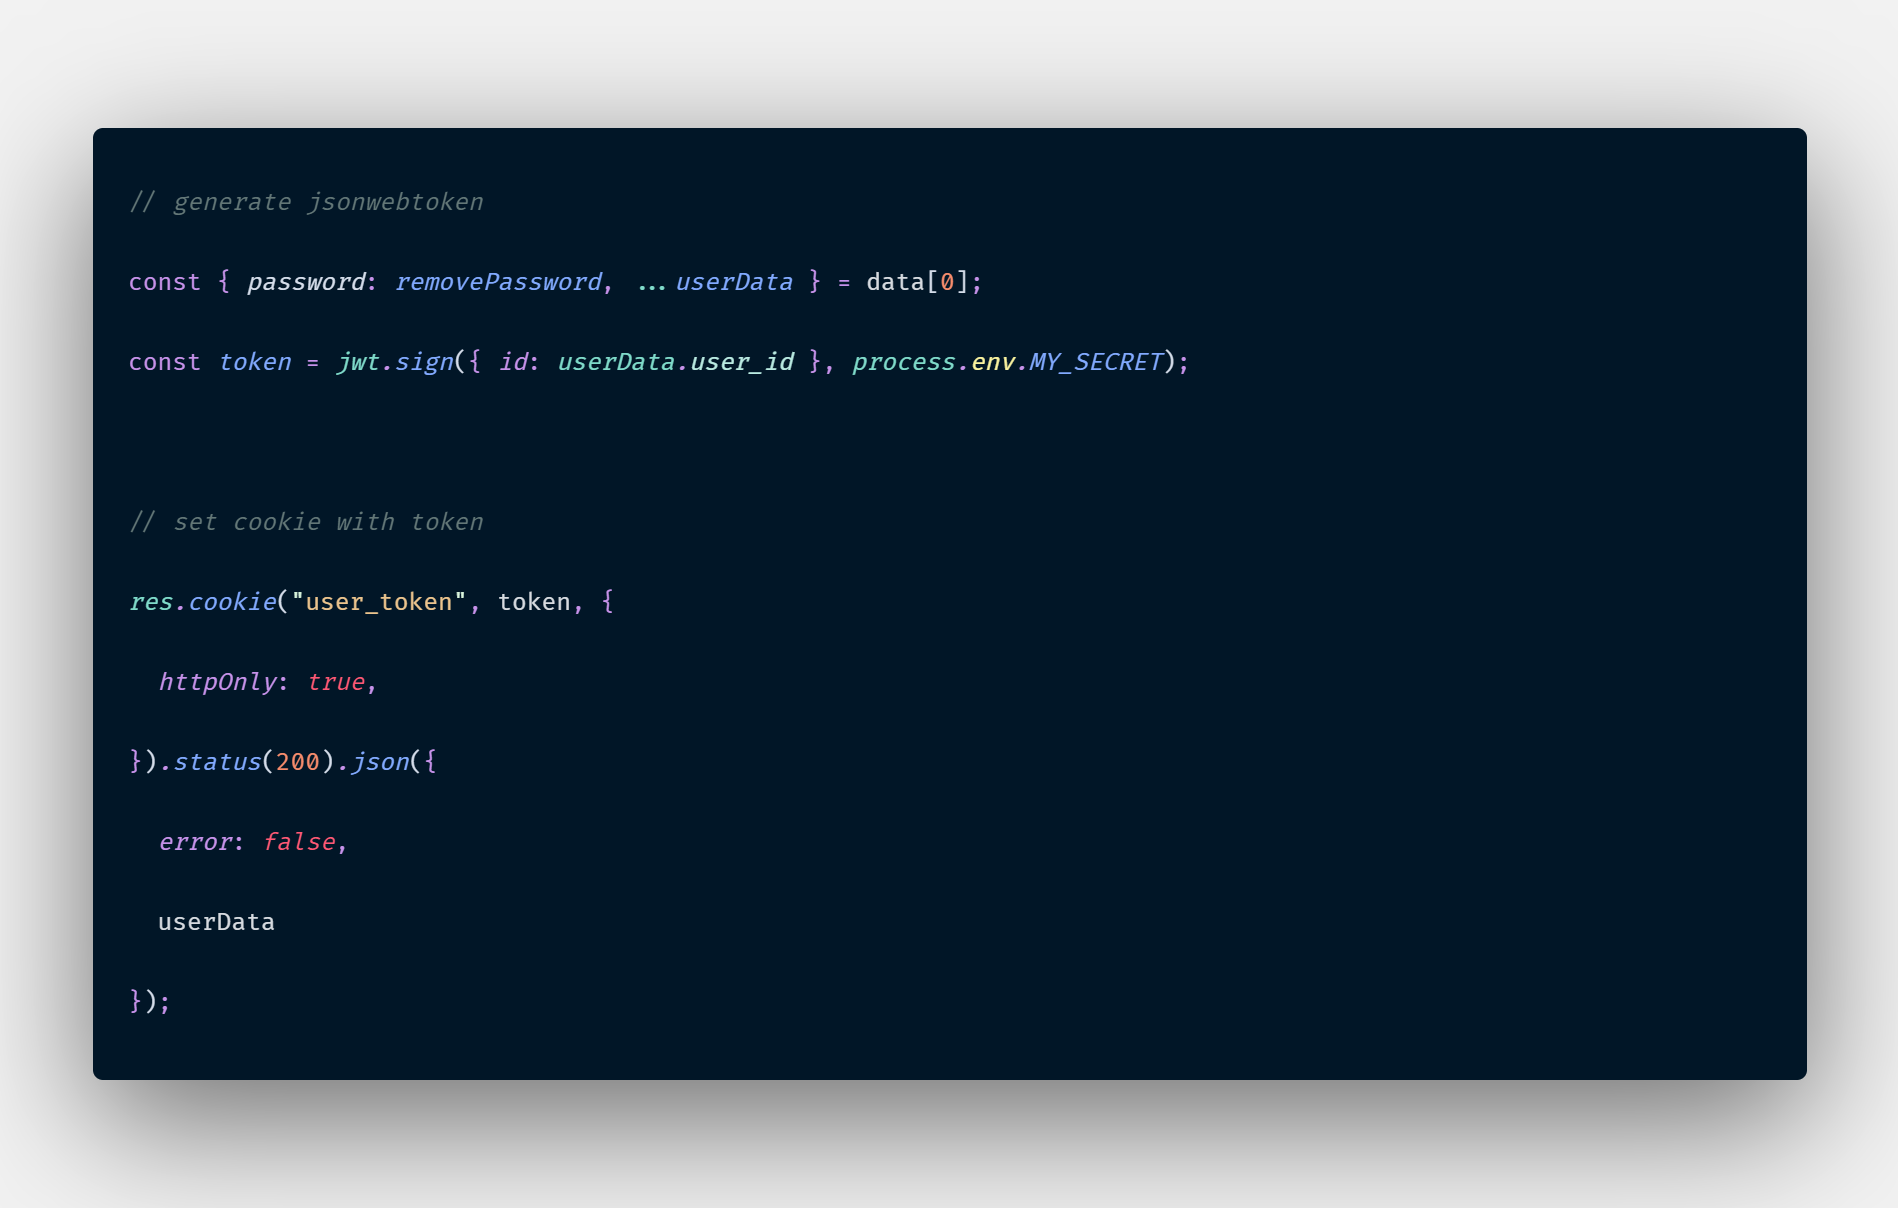 // generate jsonwebtoken
const { password: removePassword, ...userData } = data[0];
const token = jwt.sign({ id: userData.user_id }, process.env.MY_SECRET);
// set cookie with token
res.cookie("user_token", token, {
  httpOnly: true,
}).status(200).json({
  error: false,
  userData
});